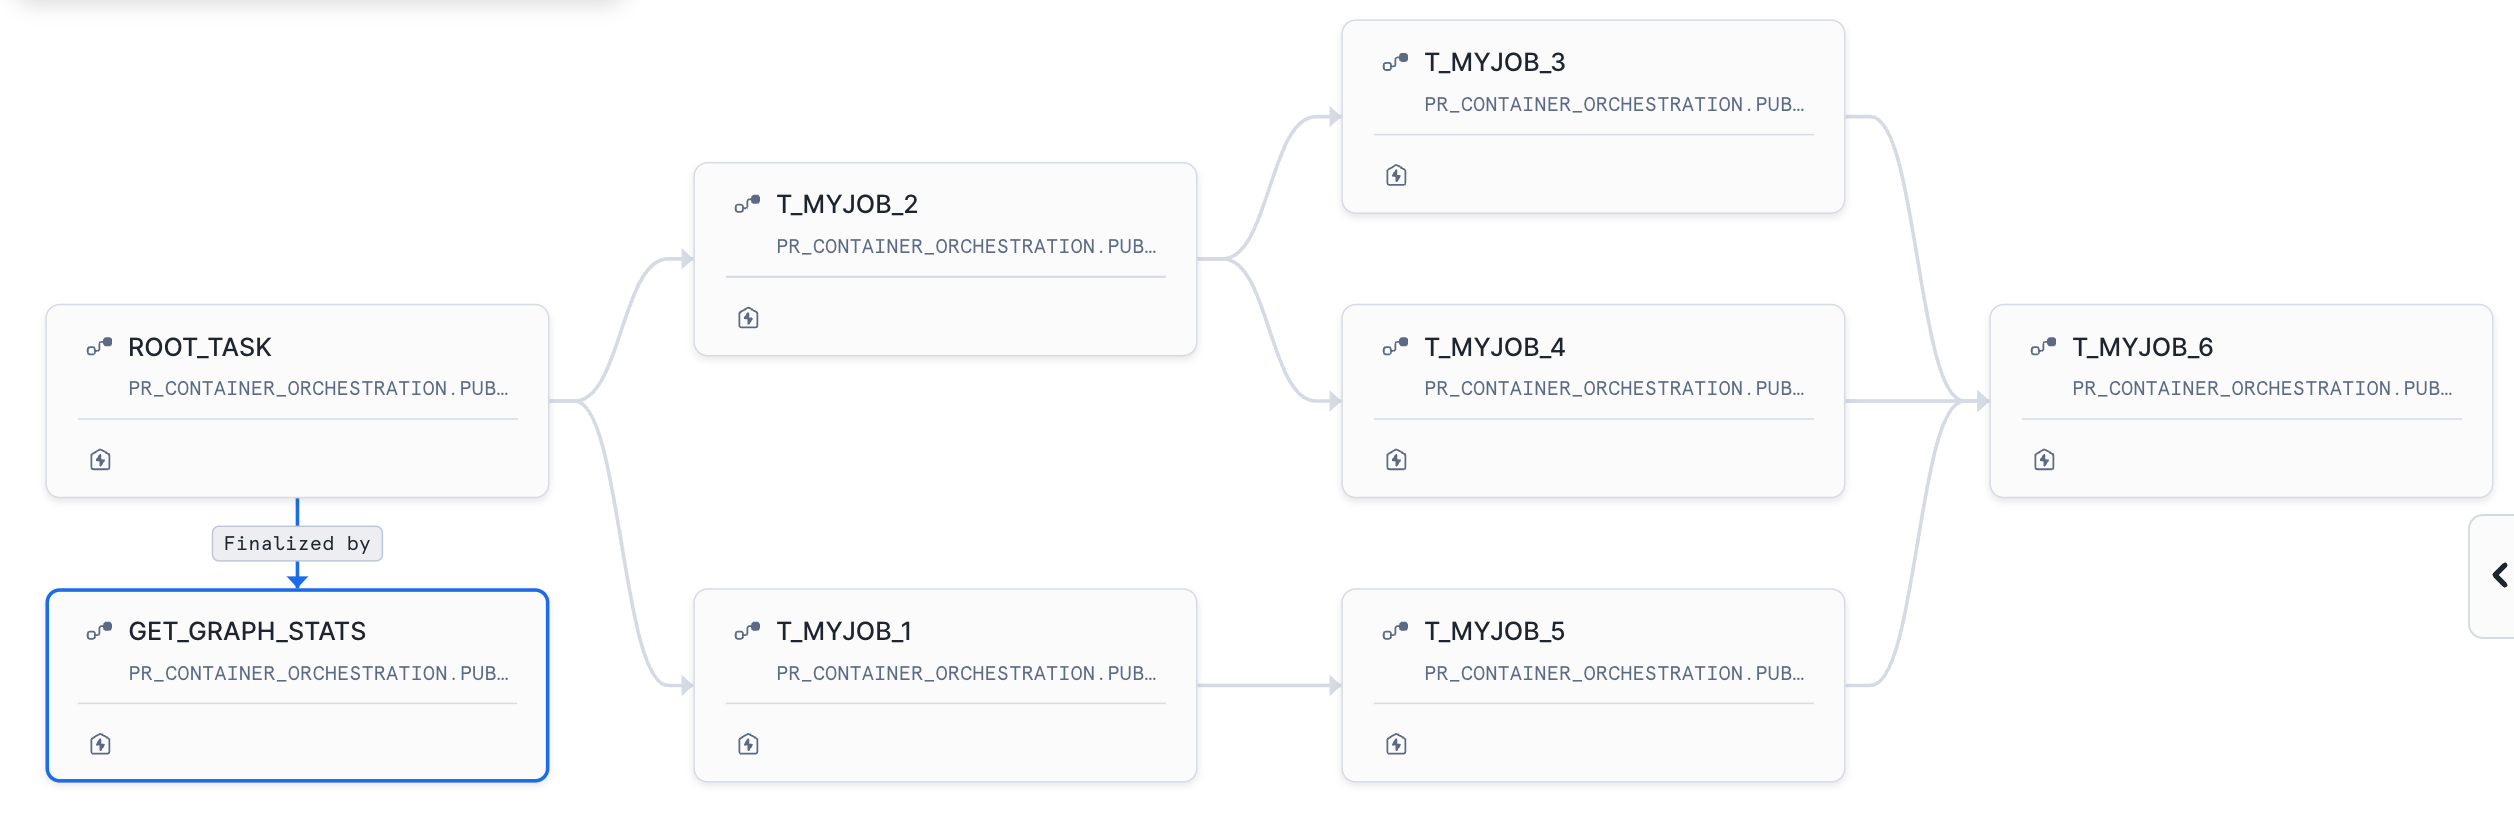 T_MYJOB_3
PR_CONTAINER_ORCHESTRATION.PUB…
T_MYJOB_2
PR_CONTAINER_ORCHESTRATION.PUB…
ROOT_TASK
PR_CONTAINER_ORCHESTRATION.PUB…
T_MYJOB_4
PR_CONTAINER_ORCHESTRATION.PUB…
T_MYJOB_6
PR_CONTAINER_ORCHESTRATION.PUB…
Finalized by
GET_GRAPH_STATS
PR_CONTAINER_ORCHESTRATION.PUB…
T_MYJOB_1
PR_CONTAINER_ORCHESTRATION.PUB…
T_MYJOB_5
PR_CONTAINER_ORCHESTRATION.PUB…